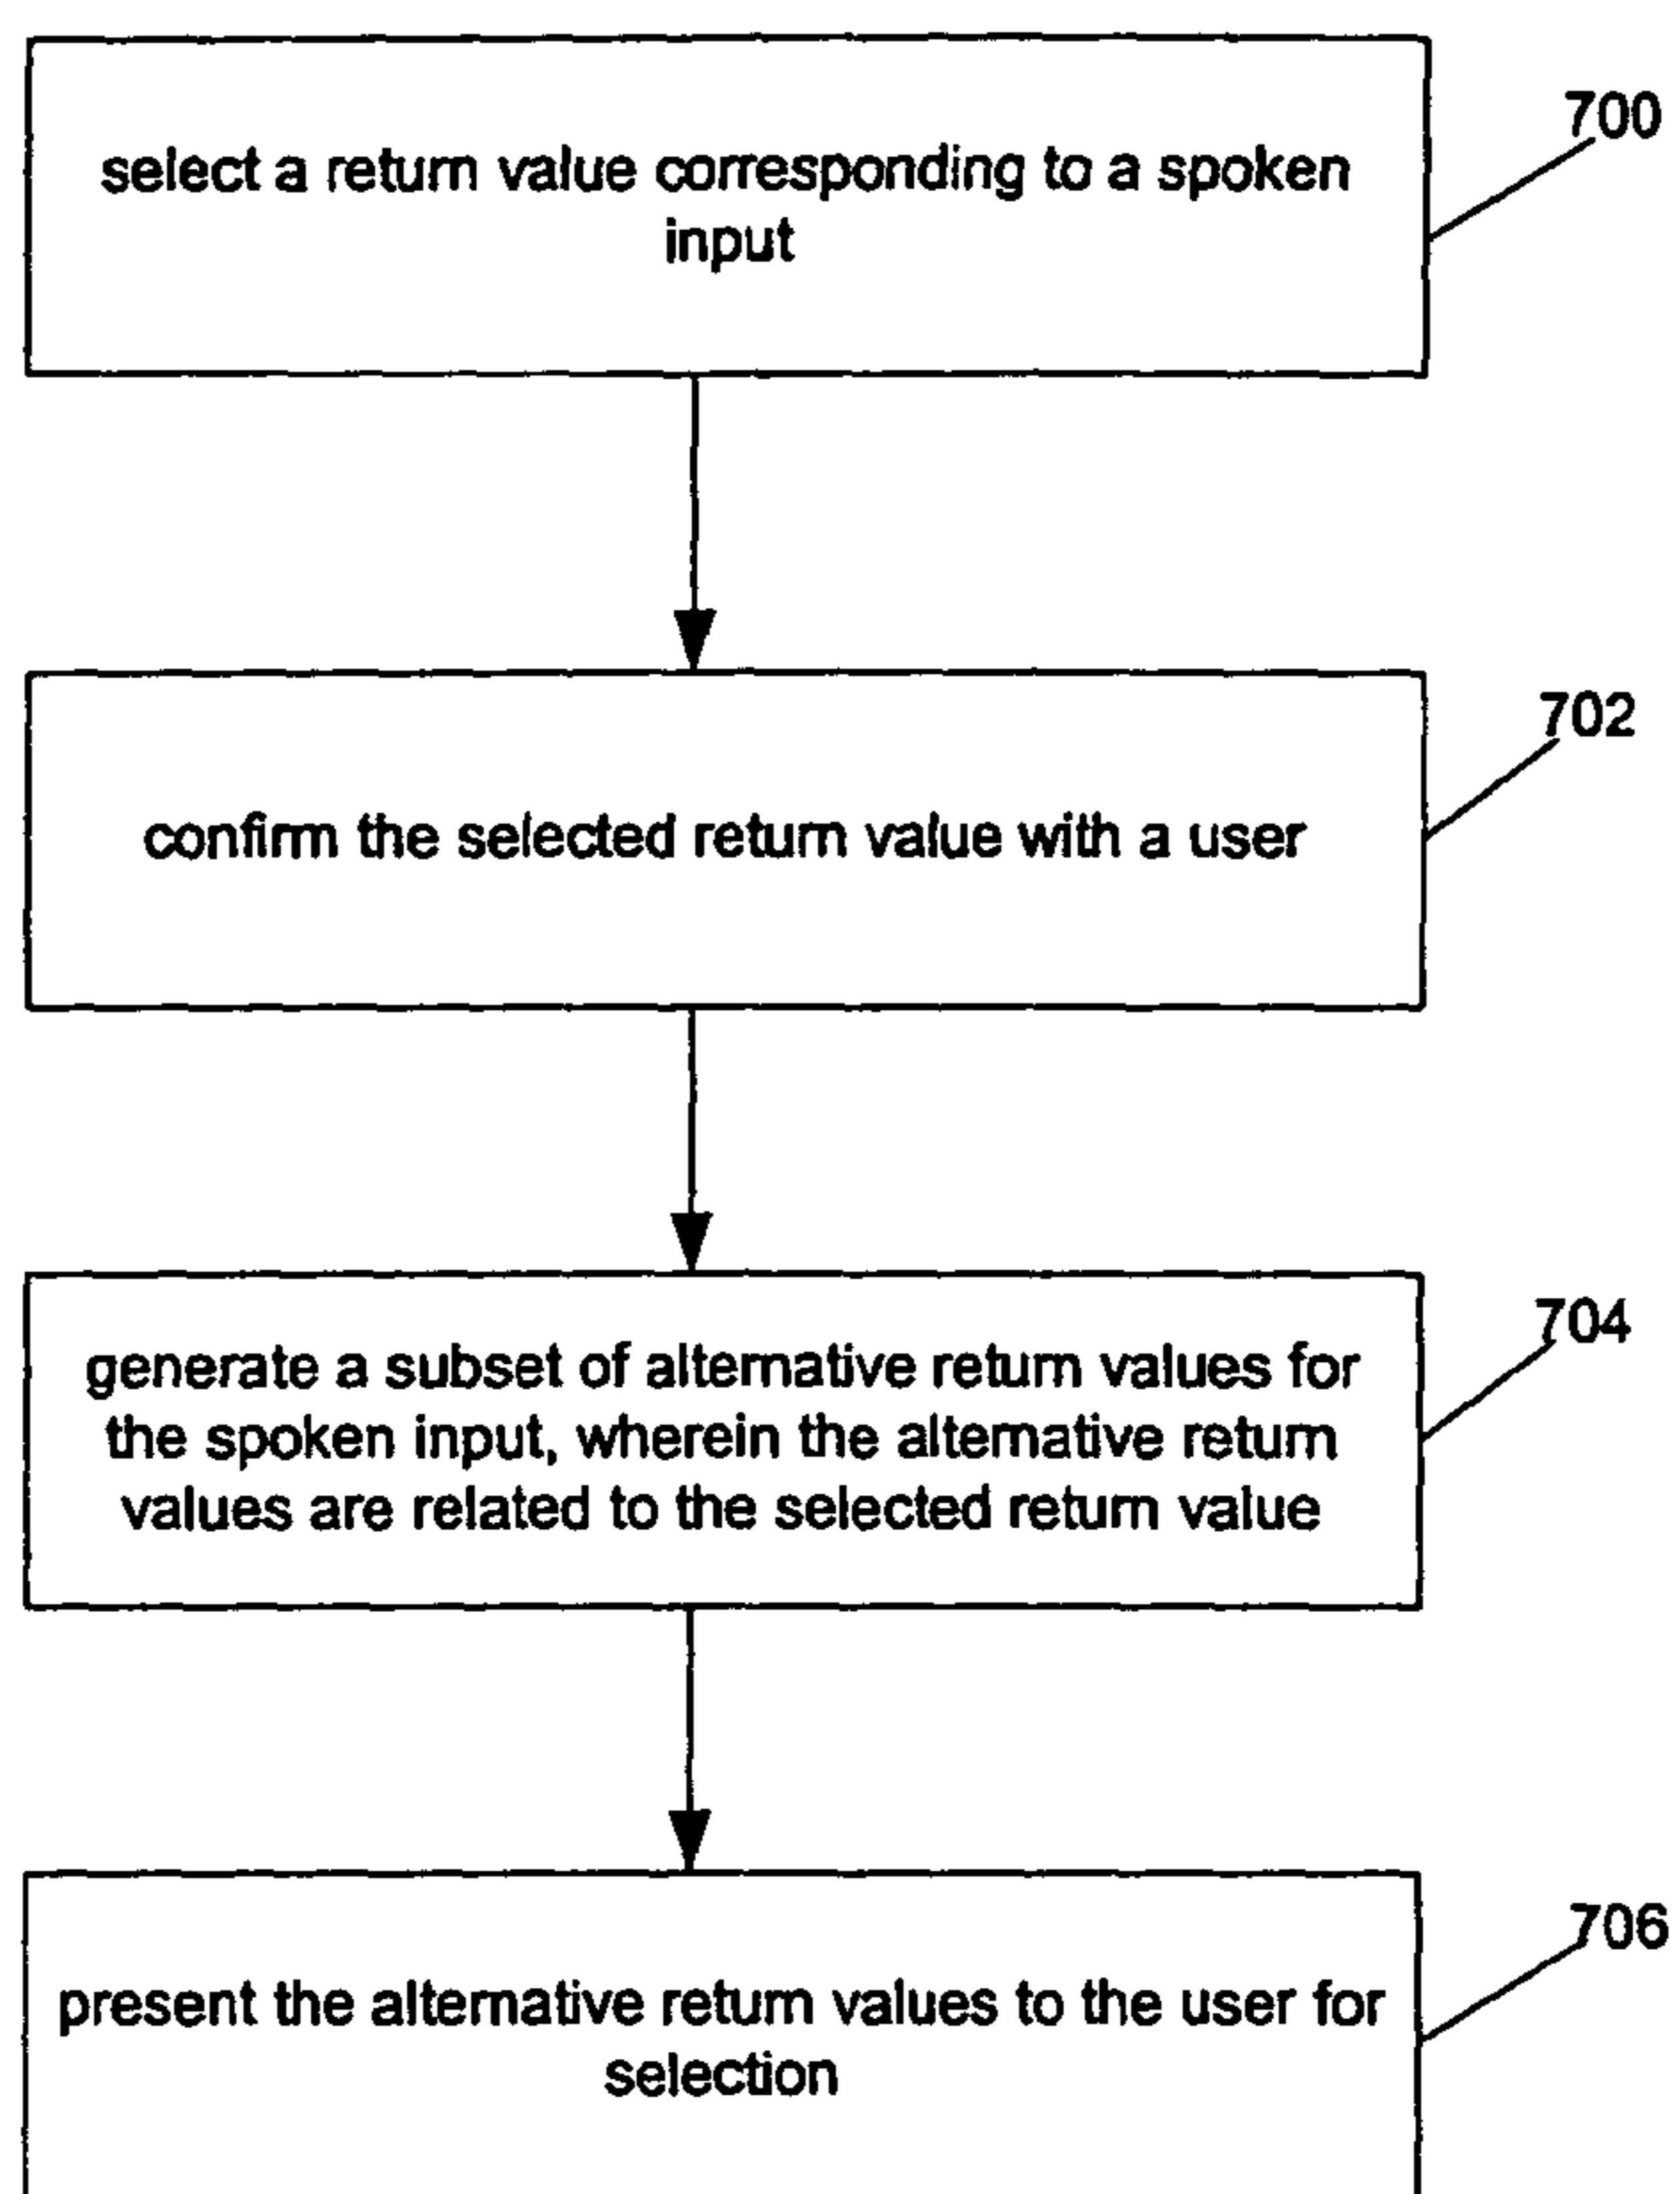 700
select a return value corresponding to a spoken
input
702
confirm the selected return value with a user
704
generate a subset of alternative return values for
the spoken input, wherein the alternative return
values are related to the selected return value
706
present the alternative return values to the user for
selection